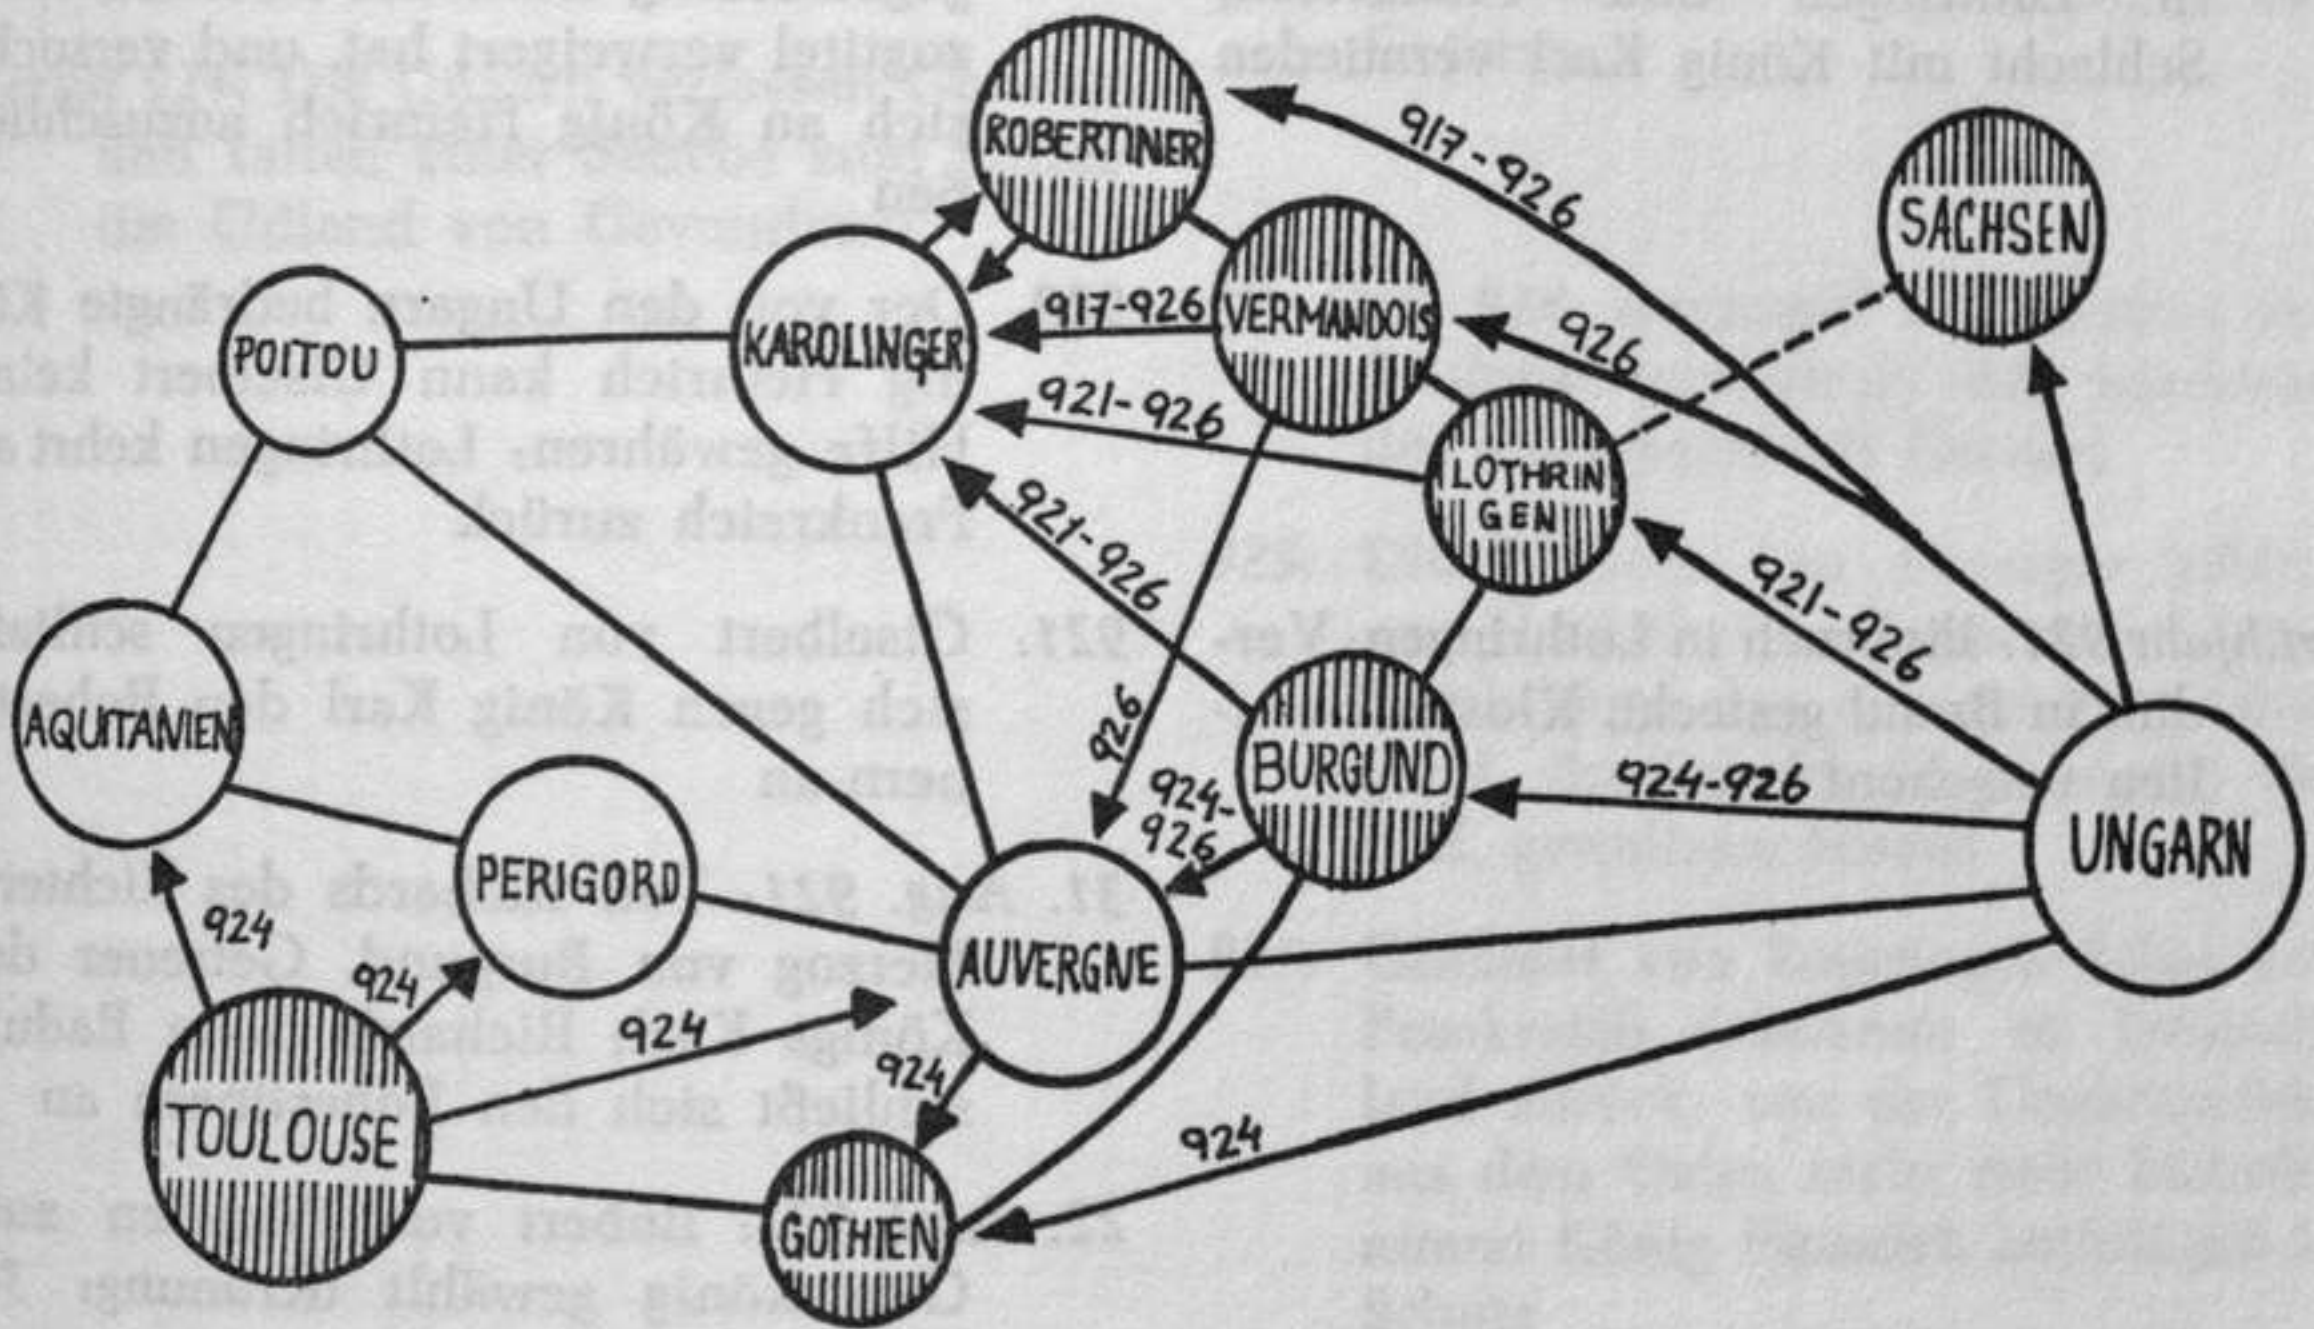 ROBERTINER
917-926
SACHSEN
KAROLINGER
917-926
VERMANDOIS
926
POITOU
921-926
LOTHRIN
GEN
921-926
921-926
AQUITANIEN
926
924-
926
BURGUND
924-926
UNGARN
PERIGORD
AUVERGNE
924
924
924
924
TOULOUSE
924
GOTHIEN